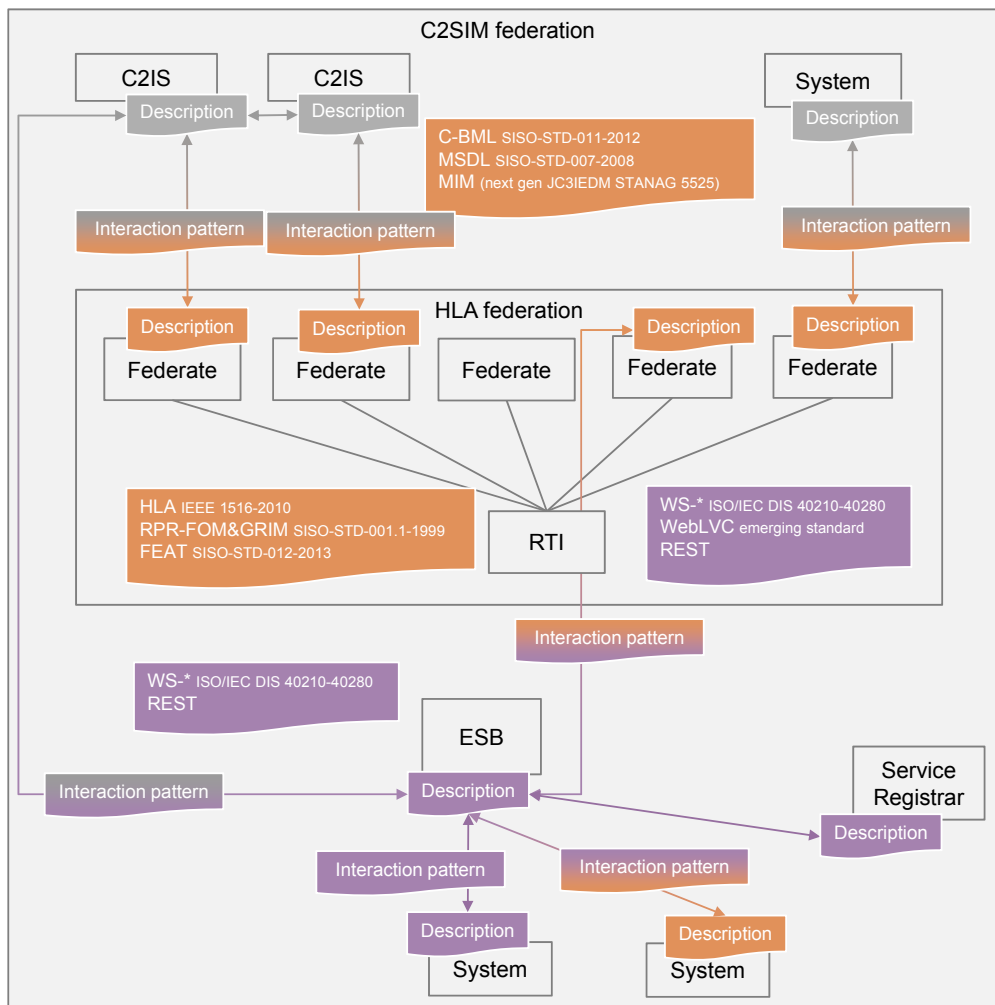 C2SIM federation
C2IS
C2IS
System
Description
Description
Description
C-BML SISO-STD-011-2012
MSDL SISO-STD-007-2008
MIM (next gen JC3IEDM STANAG 5525)
Interaction pattern
Interaction pattern
Interaction pattern
HLA federation
Description
Description
Description
Description
Federate
Federate
Federate
Federate
Federate
HLA IEEE 1516-2010
RPR-FOM&GRIM SISO-STD-001.1-1999
FEAT SISO-STD-012-2013
RTI
WS-* ISO/IEC DIS 40210-40280
WebLVC emerging standard
REST
Interaction pattern
WS-* ISO/IEC DIS 40210-40280
REST
ESB
Description
Interaction pattern
Service
Registrar
Description
Interaction pattern
Interaction pattern
Description
System
Description
System